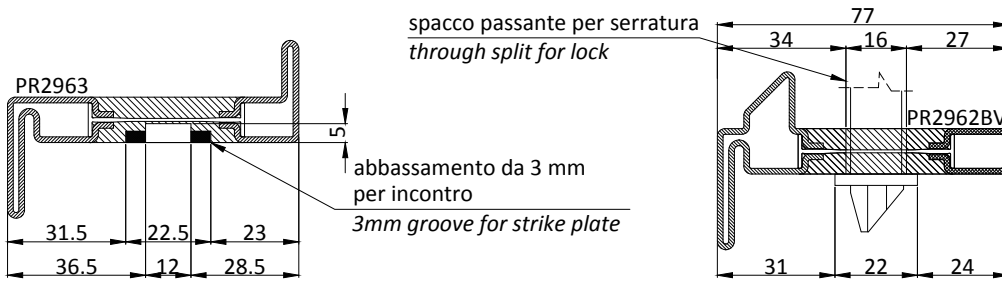 PR2963
5
abbassamento da 3 mm
per incontro
3mm groove for strike plate
31.5 22.5 23
36.5 12 28.5
spacco passante per serratura
through split for lock
77
34 16 27
PR2962BV
31 22 24